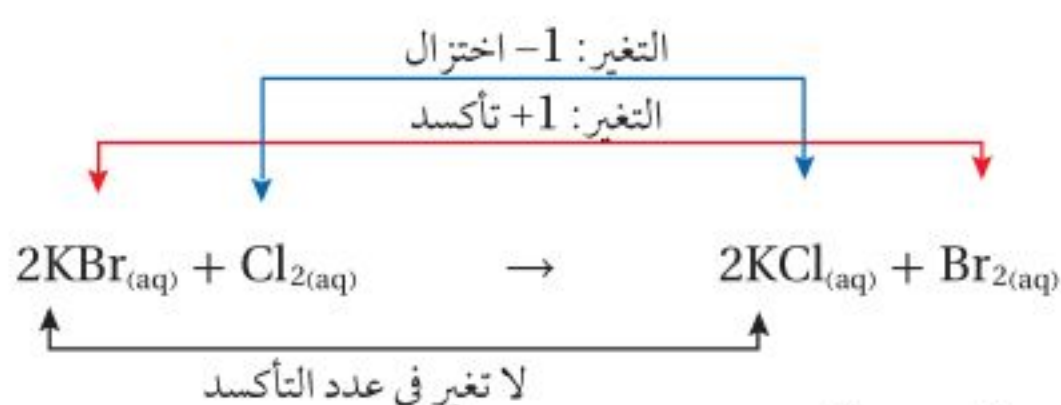 التغير: 1− اختزال
التغير: 1+ تأكسد
2KBr(aq) + Cl2(aq) → 2KCl(aq) + Br2(aq)
لا تغير في عدد التأكسد